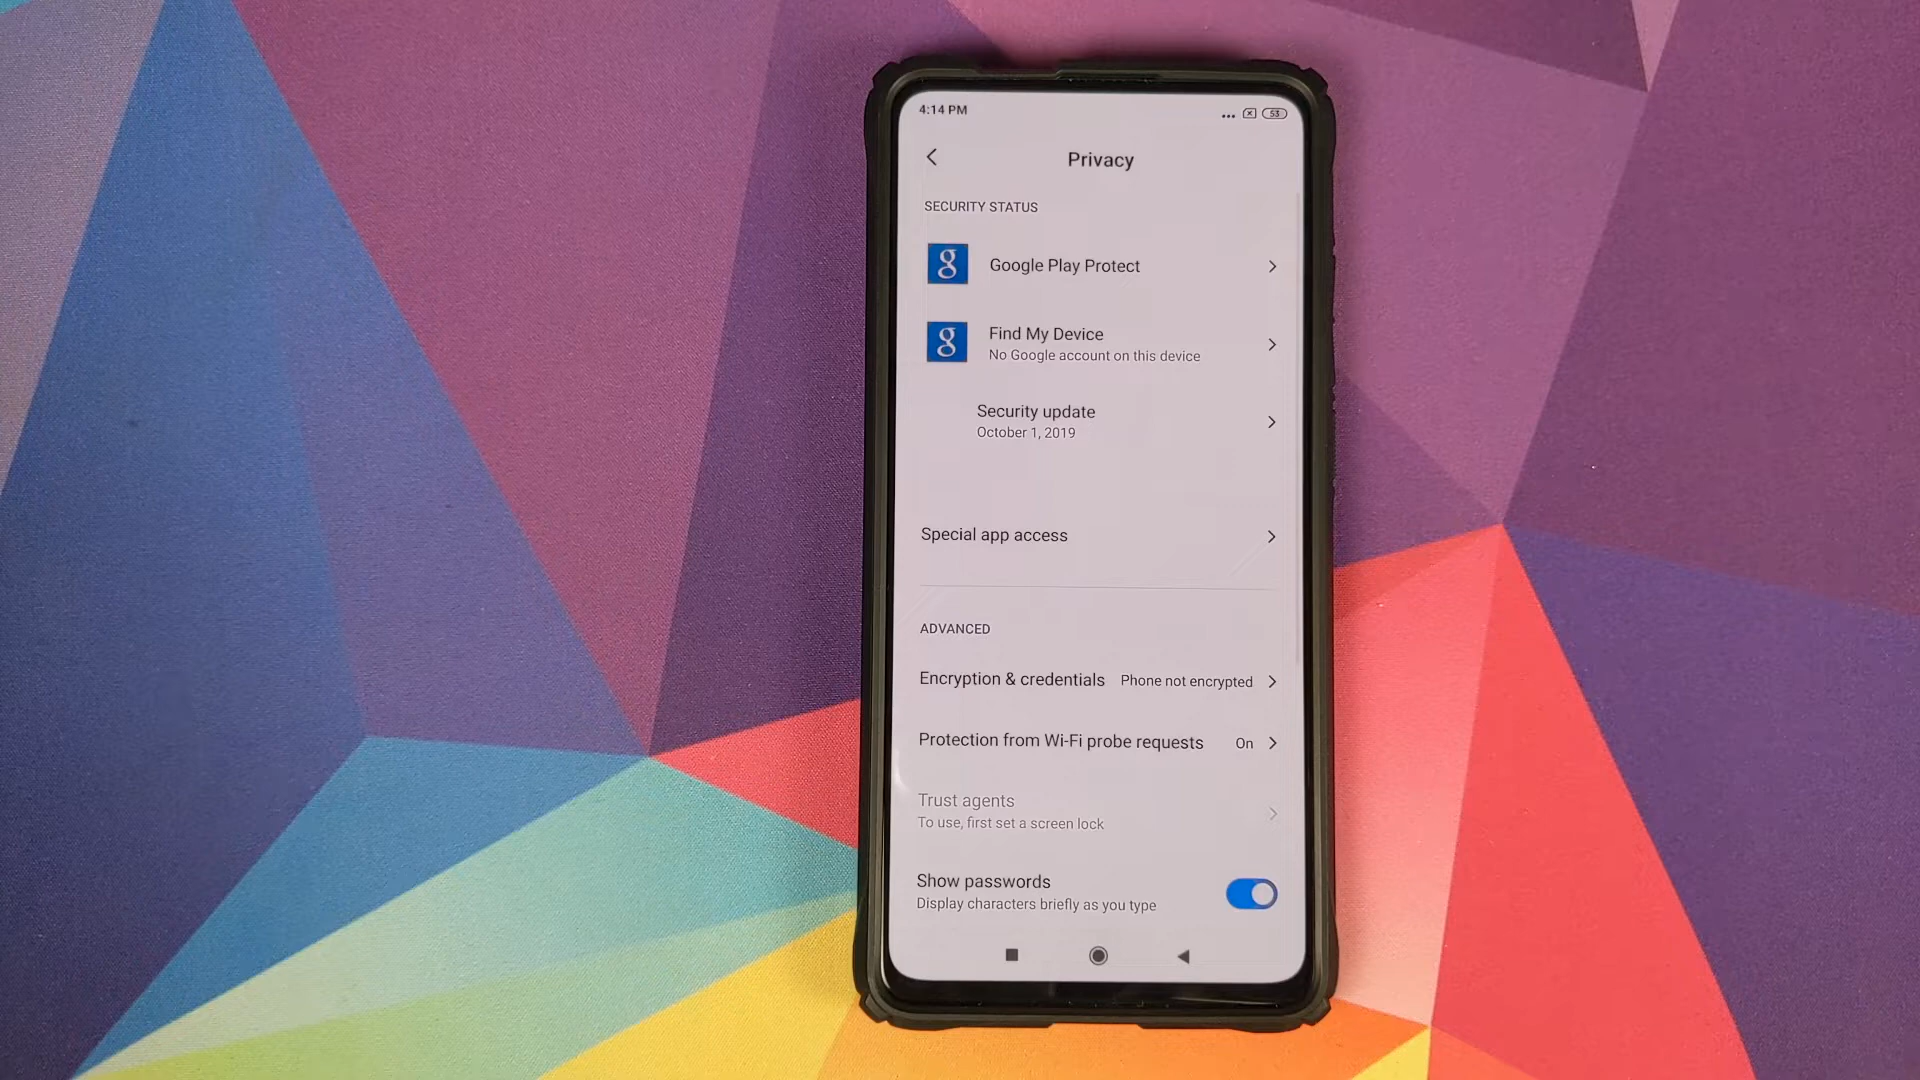 4:14 PM
53
Privacy
SECURITY STATUS
g
Google Play Protect
g
Find My Device
No Google account on this device
Security update
October 1, 2019
Special app access
ADVANCED
Encryption & credentials Phone not encrypted
Protection from Wi-Fi probe requests On
Trust agents
To use, first set a screen lock
Show passwords
Display characters briefly as you type